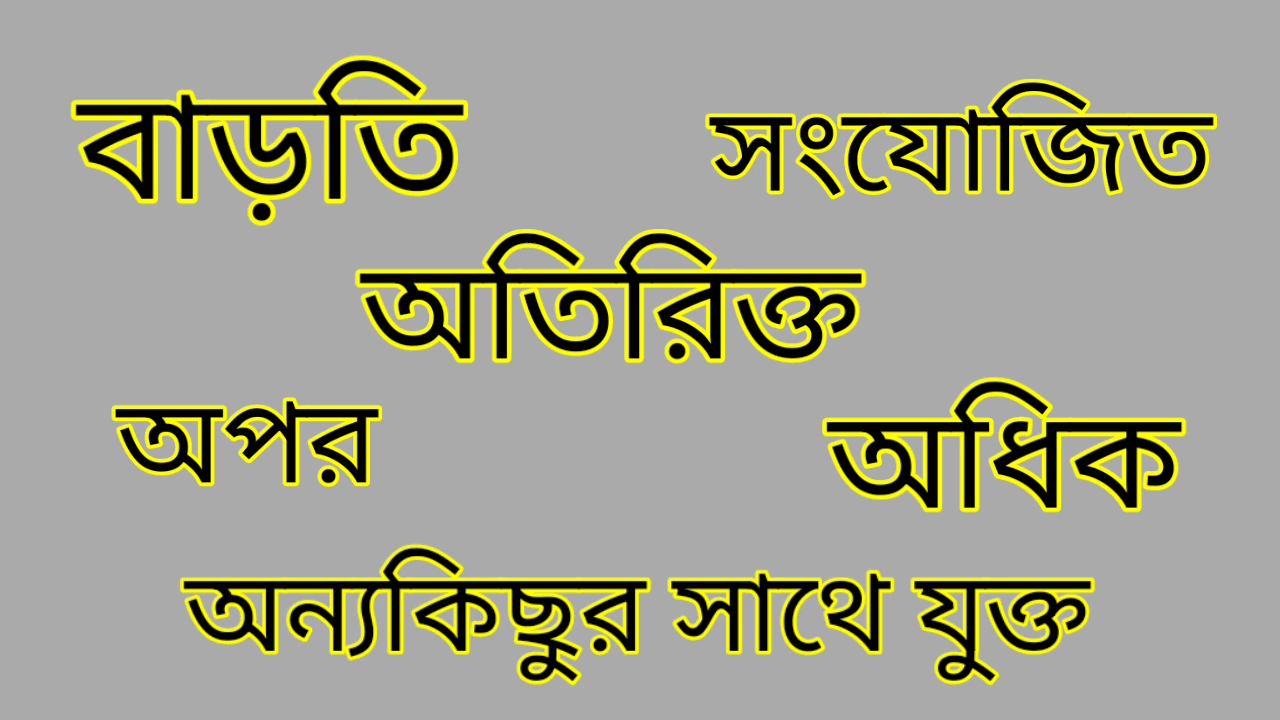 বাড়তি
সংযোজিত
অতিরিক্ত
অপর
অধিক
অন্যকিছুর সাথে যুক্ত